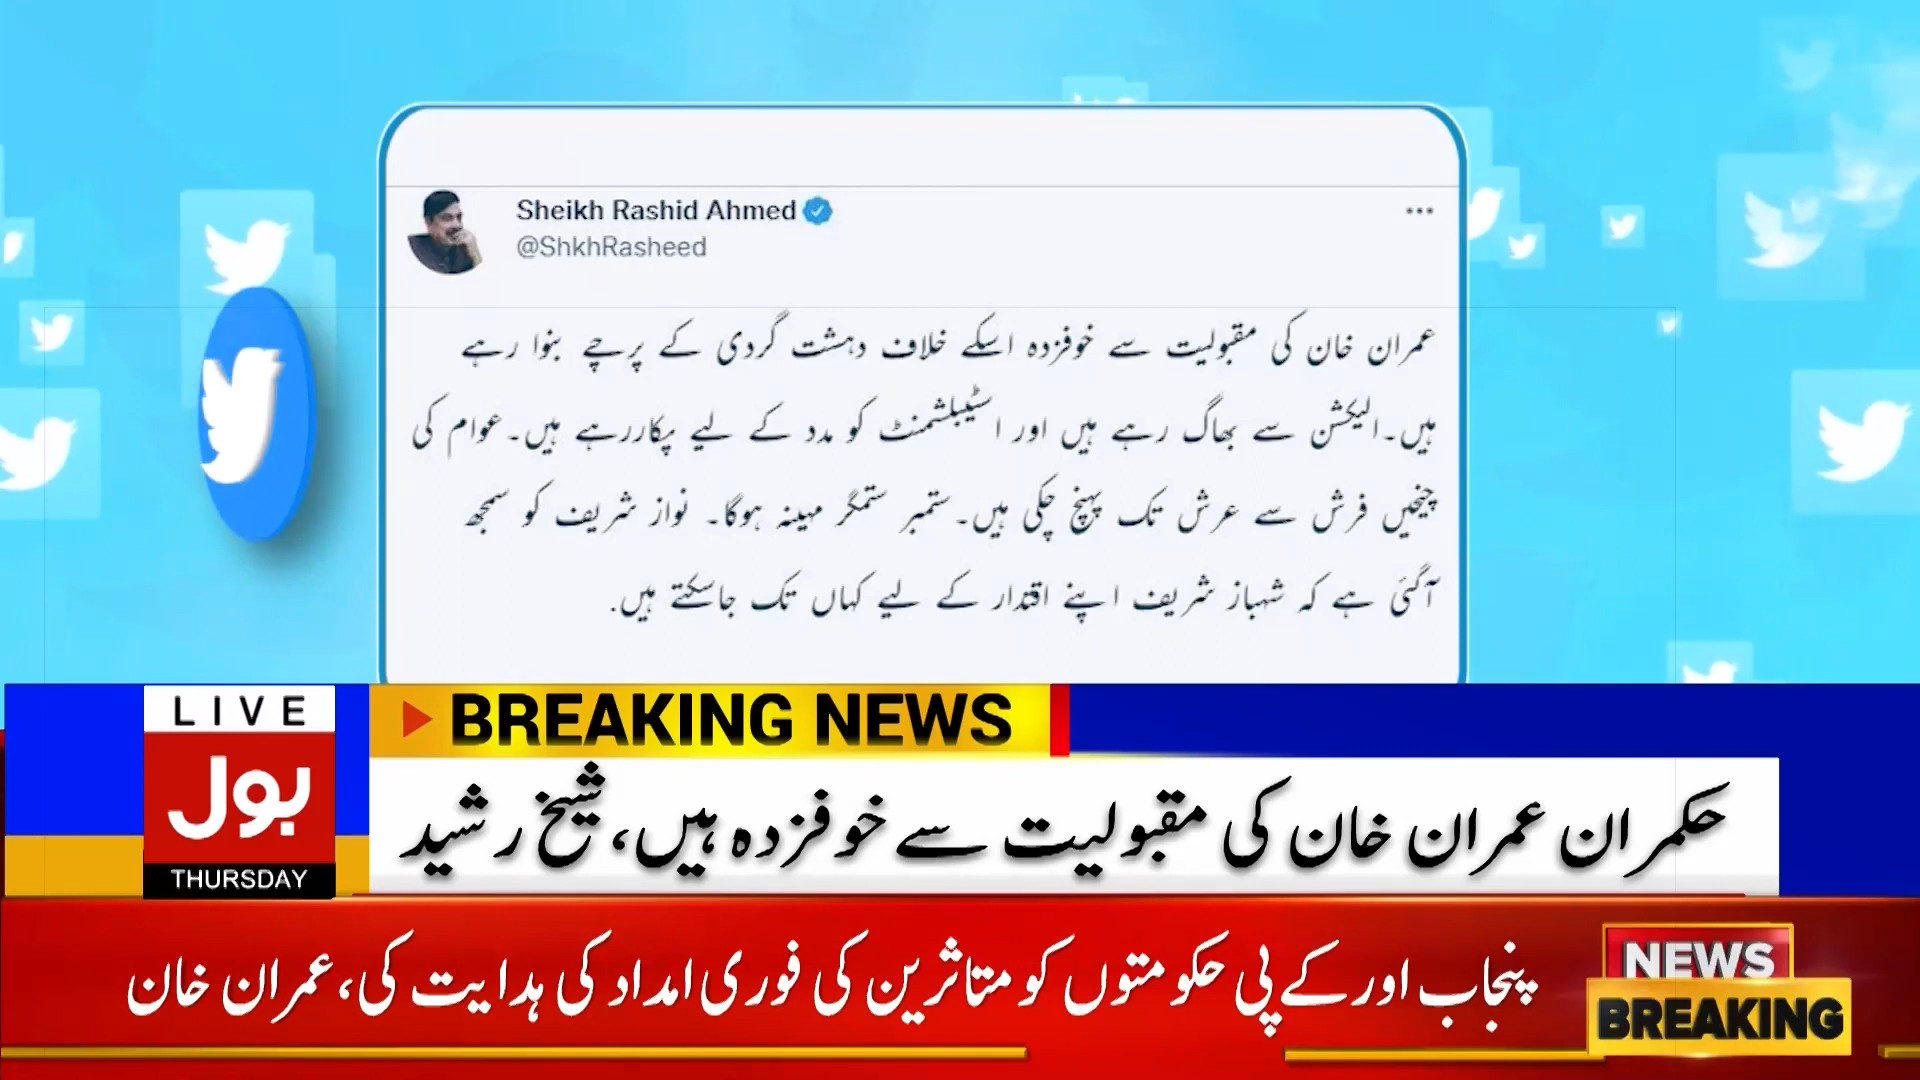 Sheikh Rashid Ahmed
@ShkhRasheed
عمران خان کی مقبولیت سے خوفزدہ اسکے خلاف دہشت گردی کے پرچے بنوا رہے
ہیں۔الیکشن سے بھاگ رہے ہیں اور اسٹیبلشمنٹ کو مدد کے لیے پکاررہے ہیں۔عوام کی
چیخیں فرش سے عرش تک پہنچ چکی ہیں۔ستمبر ستمگر مہینہ ہوگا۔ نواز شریف کو سمجھ
آگئی ہے کہ شہباز شریف اپنے اقتدار کے لیے کہاں تک جاسکتے ہیں.
LIVE
بول
THURSDAY
BREAKING NEWS
حکمران عمران خان کی مقبولیت سے خوفزدہ ہیں، شیخ رشید
پنجاب اور کے پی حکومتوں کو متاثرین کی فوری امداد کی ہدایت کی، عمران خان
NEWS
BREAKING